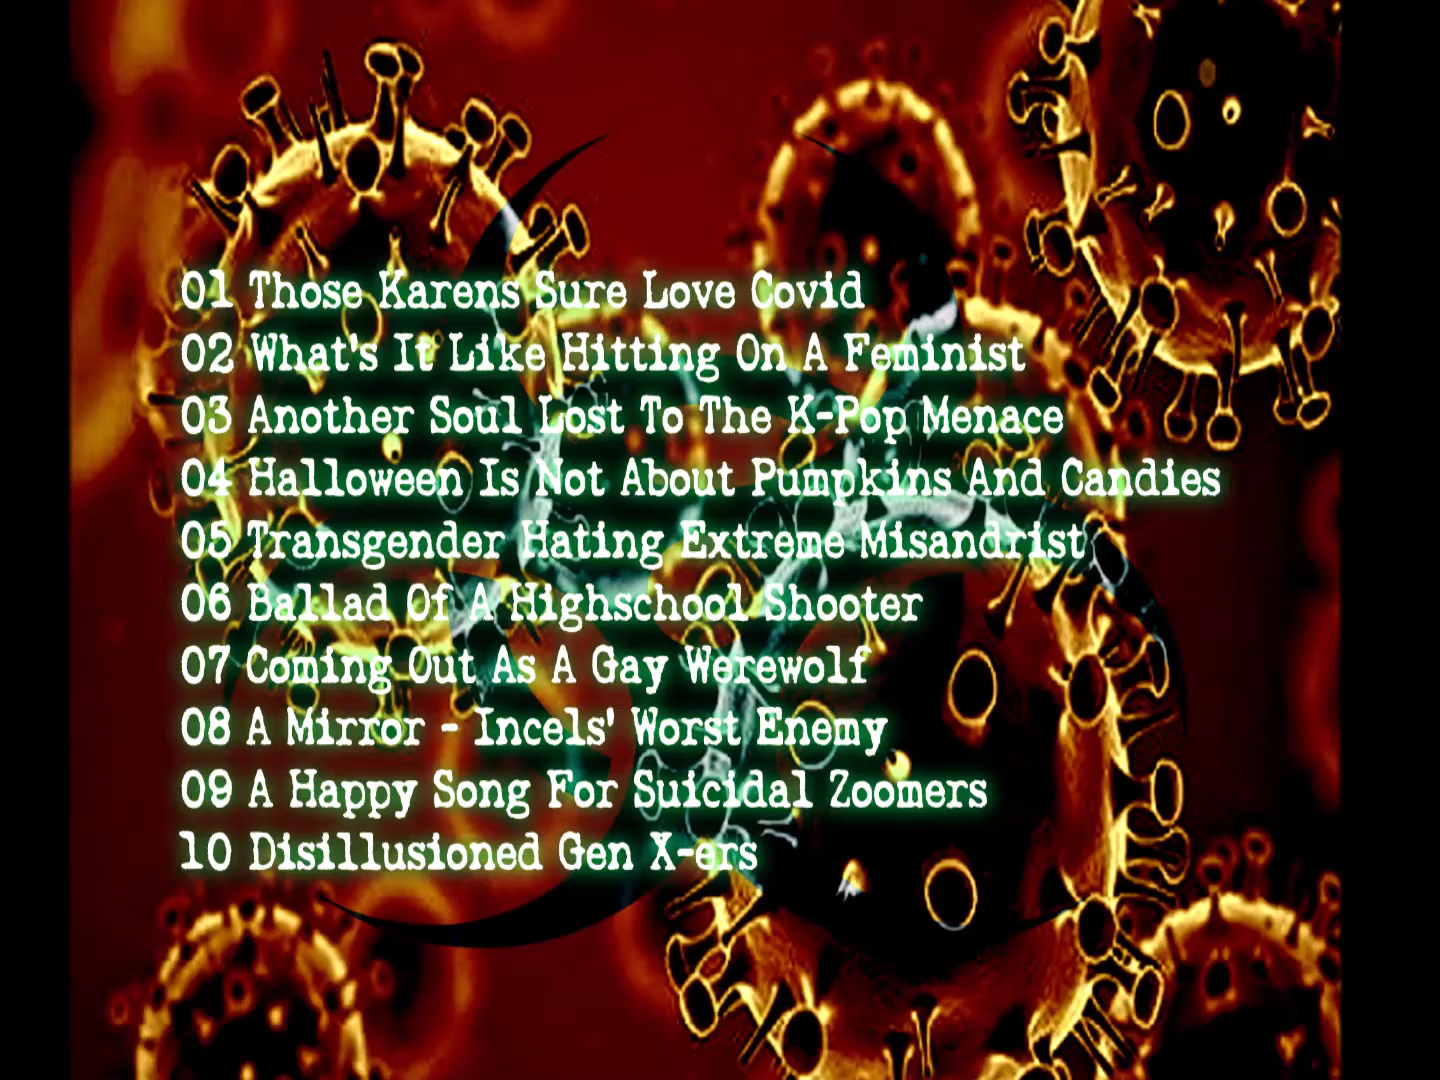 01 Those Karens Sure Love Covid
02 What's It Like Hitting On A Feminist
03 Another Soul Lost To The K-Pop Menace
04 Halloween Is Not About Pumpkins And Candies
05 Transgender Hating Extreme Misandrist
06 Ballad Of A Highschool Shooter
07 Coming Out As A Gay Werewolf
08 A Mirror - Incels' Worst Enemy
09 A Happy Song For Suicidal Zoomers
10 Disillusioned Gen X-ers